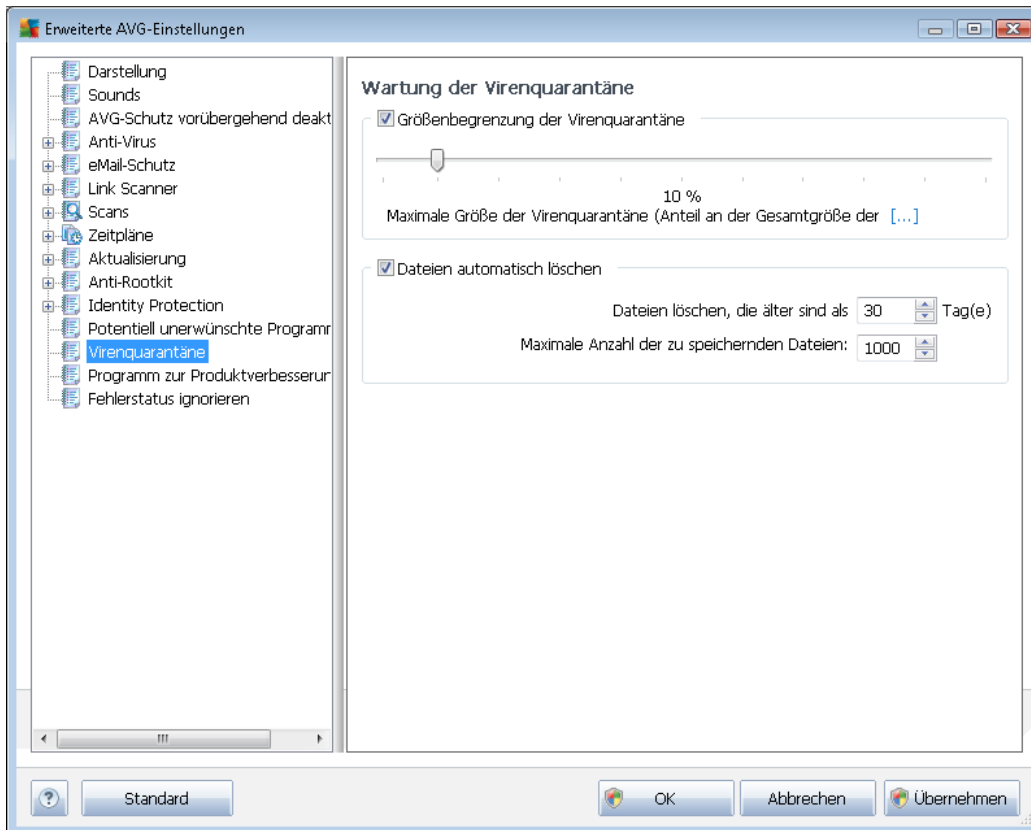 Erweiterte AVG-Einstellungen
Darstellung
Sounds
AVG-Schutz vorübergehend deakt
Anti-Virus
eMail-Schutz
Link Scanner
Scans
Zeitpläne
Aktualisierung
Anti-Rootkit
Identity Protection
Potentiell unerwünschte Programr
Virenquarantäne
Programm zur Produktverbesserur
Fehlerstatus ignorieren
Wartung der Virenquarantäne
Größenbegrenzung der Virenquarantäne
10 %
Maximale Größe der Virenquarantäne (Anteil an der Gesamtgröße der [...]
Dateien automatisch löschen
Dateien löschen, die älter sind als 30 Tag(e)
Maximale Anzahl der zu speichernden Dateien: 1000
? Standard OK Abbrechen Übernehmen